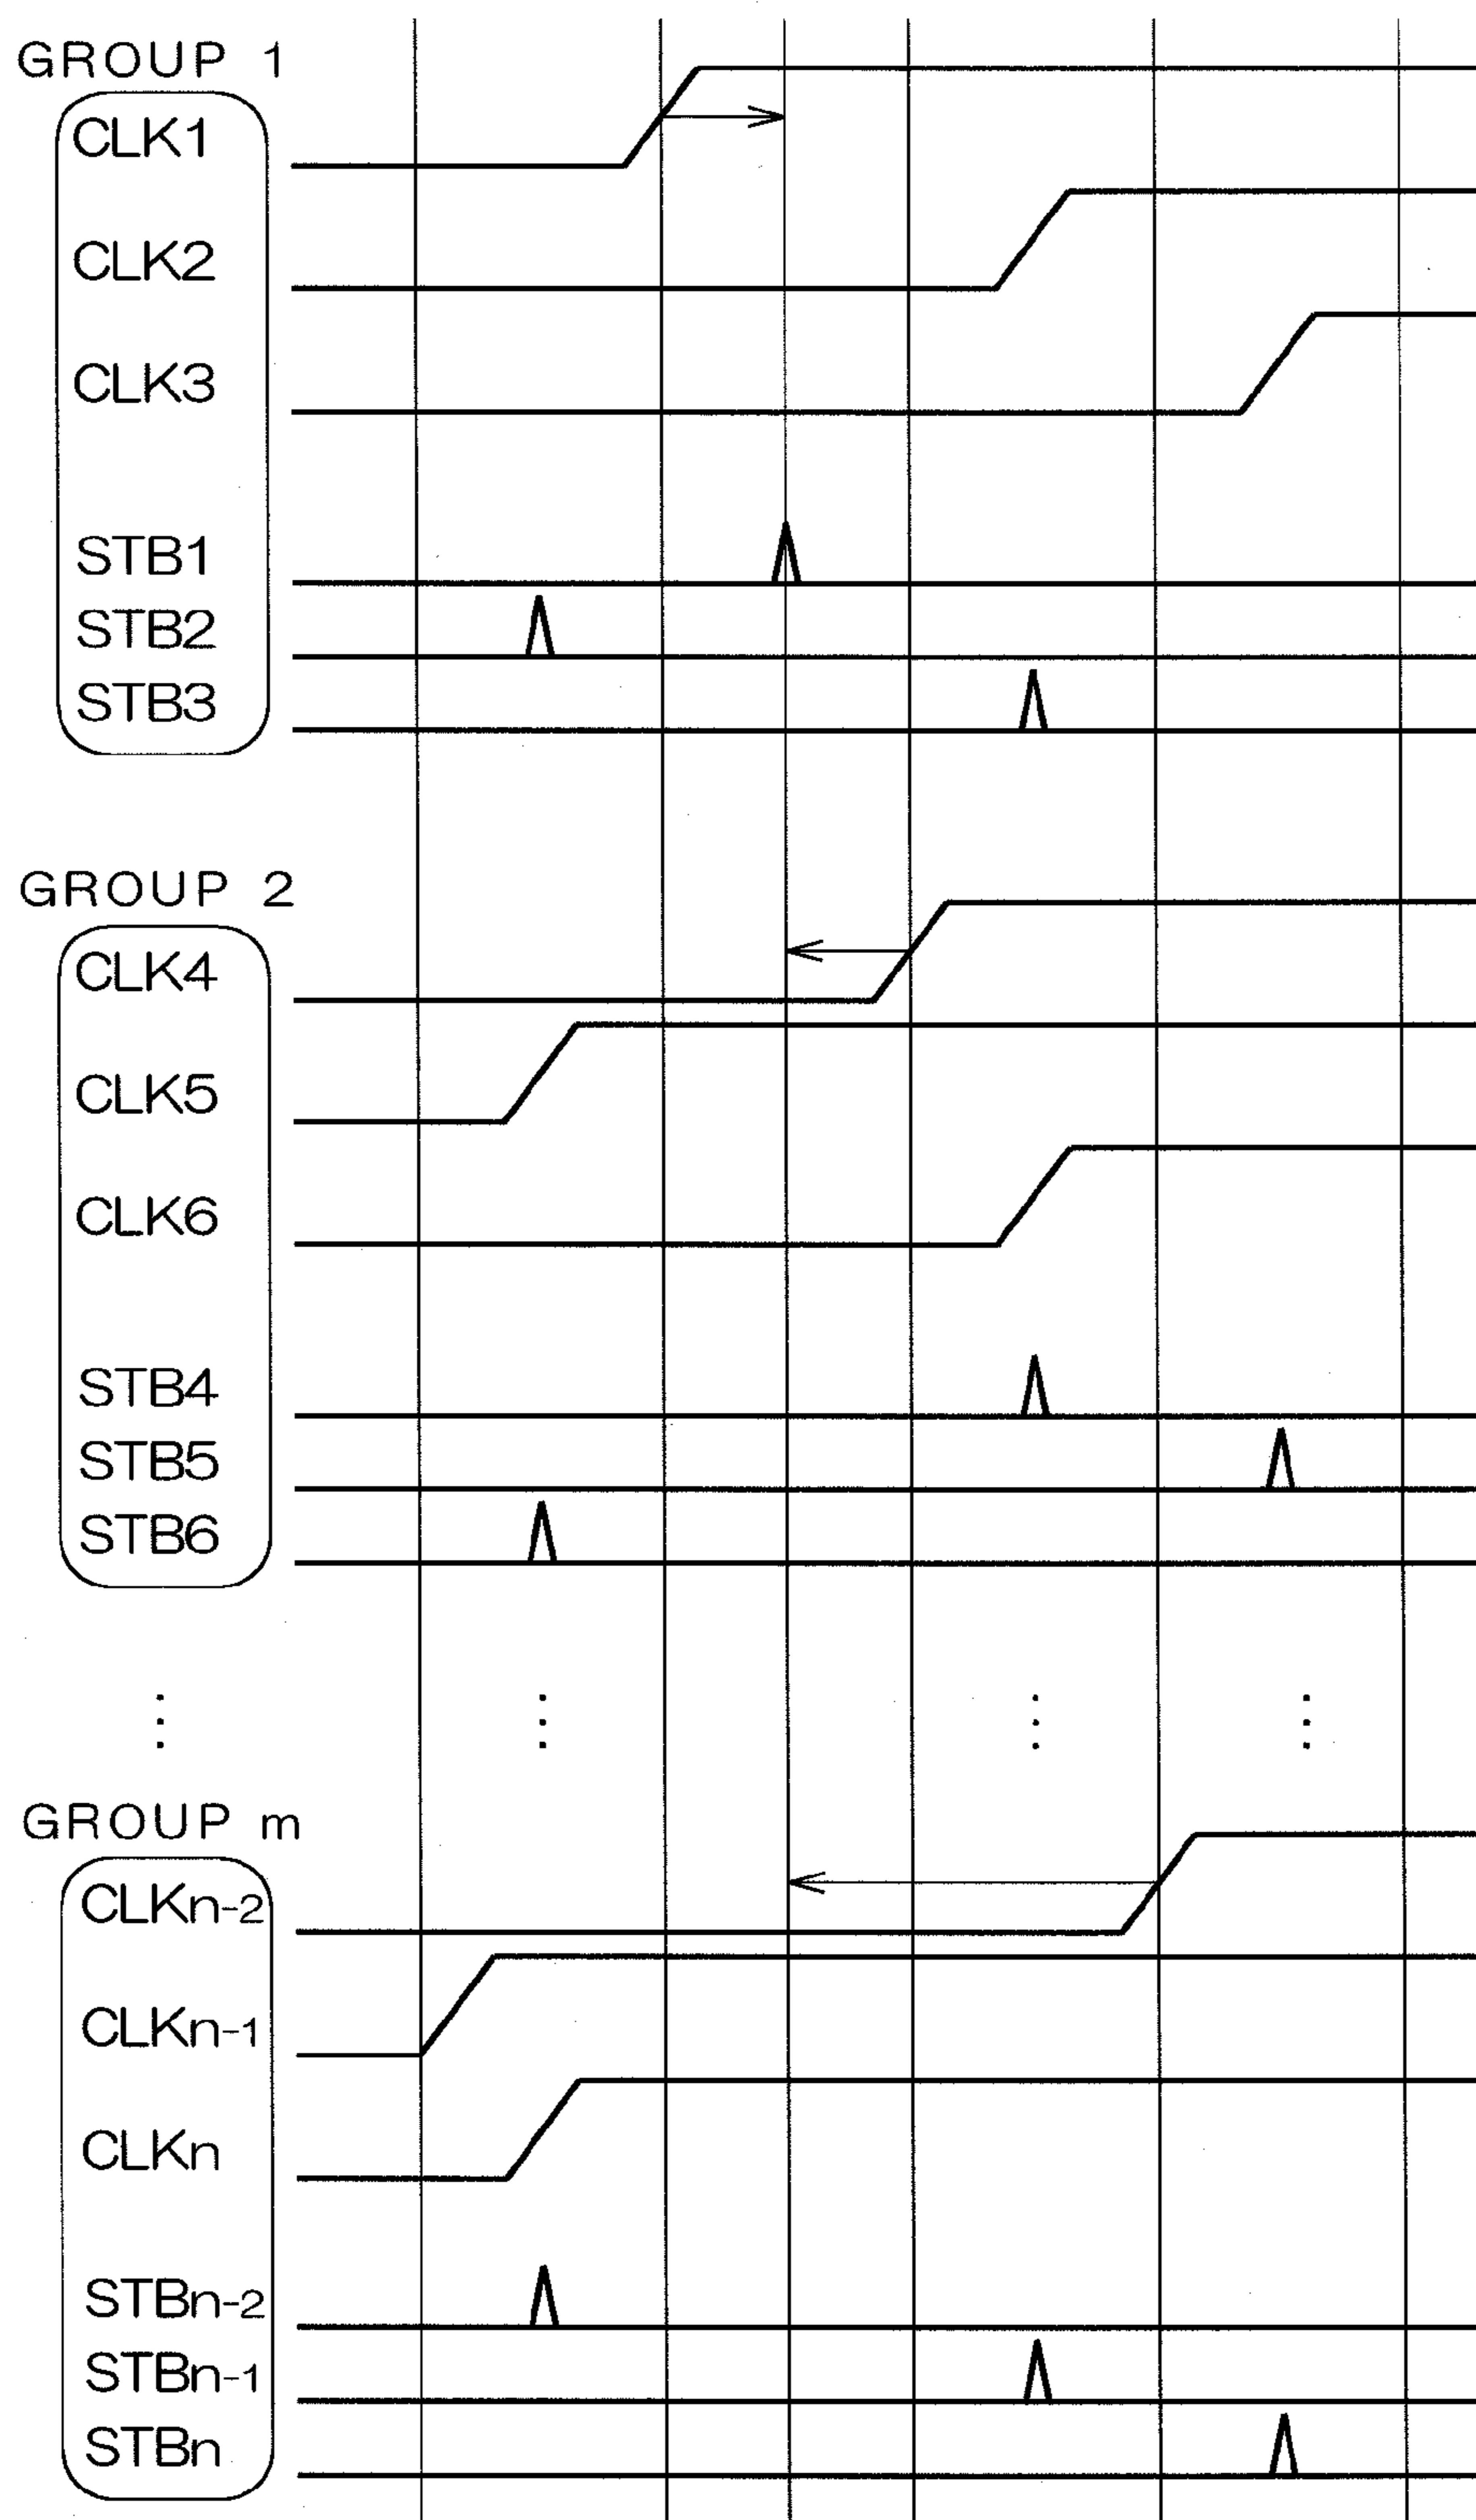 GROUP 1
CLK1
CLK2
CLK3
STB1
STB2
STB3
GROUP 2
CLK4
CLK5
CLK6
STB4
STB5
STB6
GROUP m
CLKn-2
CLKn-1
CLKn
STBn-2
STBn-1
STBn